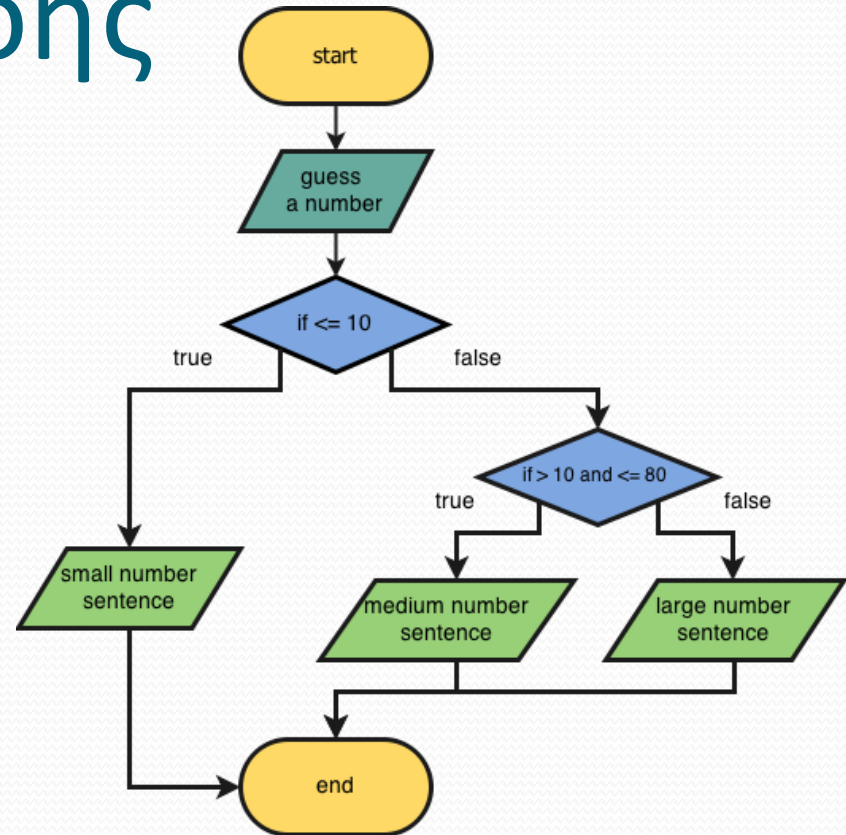 ρης
start
guess
a number
if <= 10
true
false
if > 10 and <= 80
true
false
small number
sentence
medium number
sentence
large number
sentence
end